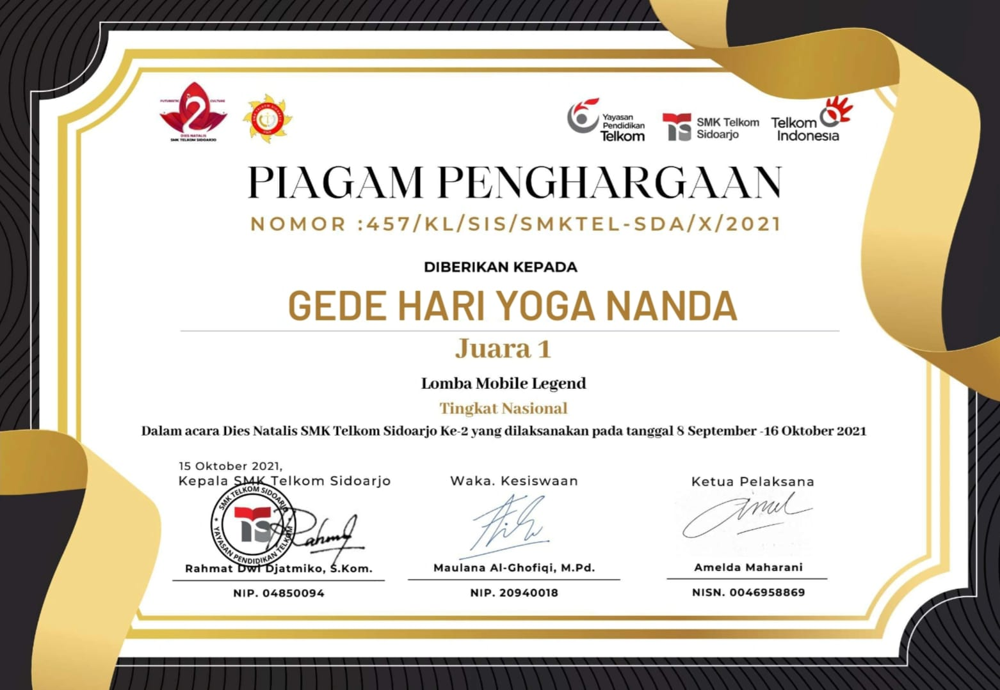 FUTURISTIC CULTURE
2
DIES NATALIS
SMK TELKOM SIDOARJO
Yayasan
Pendidikan
Telkom
SMK Telkom
Sidoarjo
Telkom
Indonesia
PIAGAM PENGHARGAAN
NOMOR :457/KL/SIS/SMKTEL-SDA/X/2021
DIBERIKAN KEPADA
GEDE HARI YOGA NANDA
Juara 1
Lomba Mobile Legend
Tingkat Nasional
Dalam acara Dies Natalis SMK Telkom Sidoarjo Ke-2 yang dilaksanakan pada tanggal 8 September -16 Oktober 2021
15 Oktober 2021,
Kepala SMK Telkom Sidoarjo
Waka. Kesiswaan
Ketua Pelaksana
SMK TELKOM SIDOARJO
YAYASAN PENDIDIKAN TELKOM
Rahmat Dwi Djatmiko, S.Kom.
Maulana Al-Ghofiqi, M.Pd.
Amelda Maharani
NIP. 04850094
NIP. 20940018
NISN. 0046958869